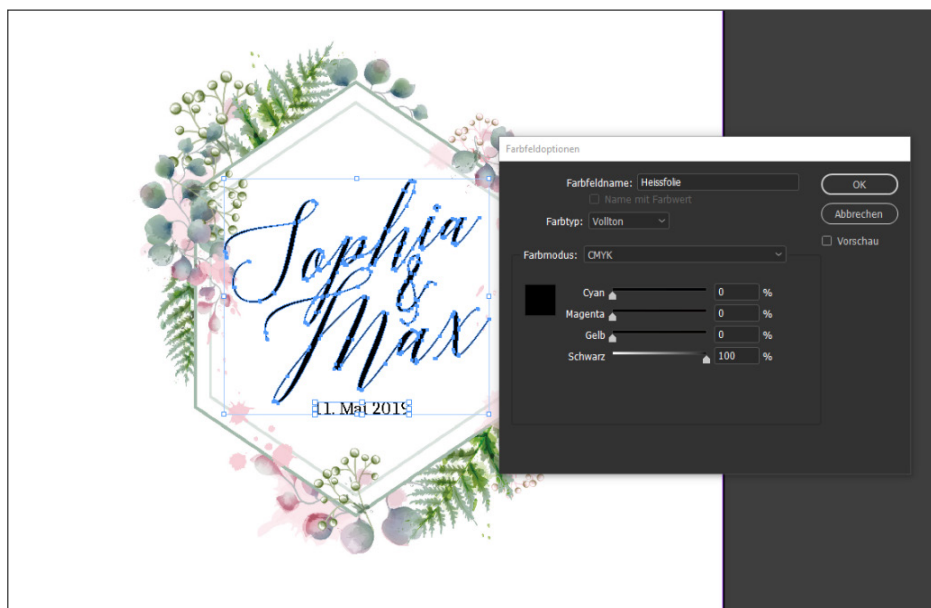 Sophia
&
Max
11. Mai 2019
Farbfeldoptionen
Farbfeldname: Heissfolie
Name mit Farbwert
Farbtyp: Vollton
Farbmodus: CMYK
Cyan 0 %
Magenta 0 %
Gelb 0 %
Schwarz 100 %
OK
Abbrechen
Vorschau